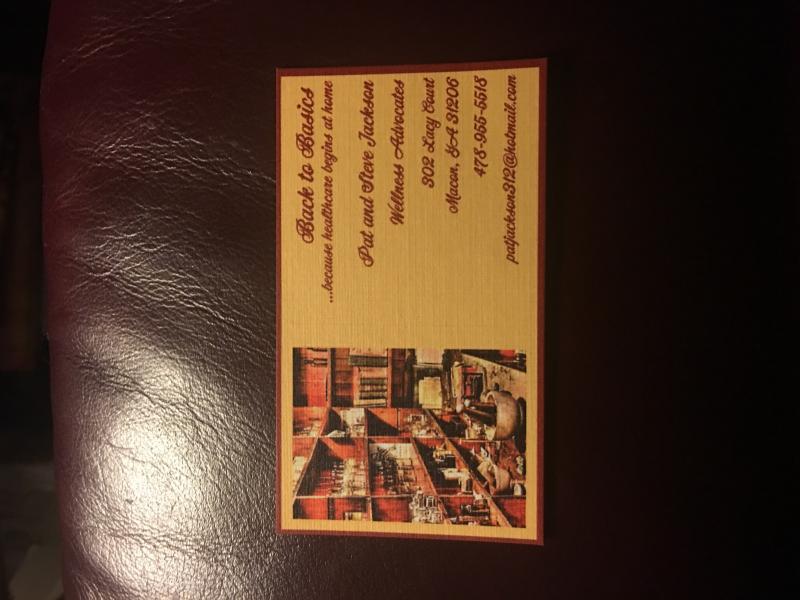 Back to Basics
...because healthcare begins at home
Pat and Steve Jackson
Wellness Advocates
302 Lacy Court
Macon, GA 31206
478-955-5518
patjackson312@hotmail.com